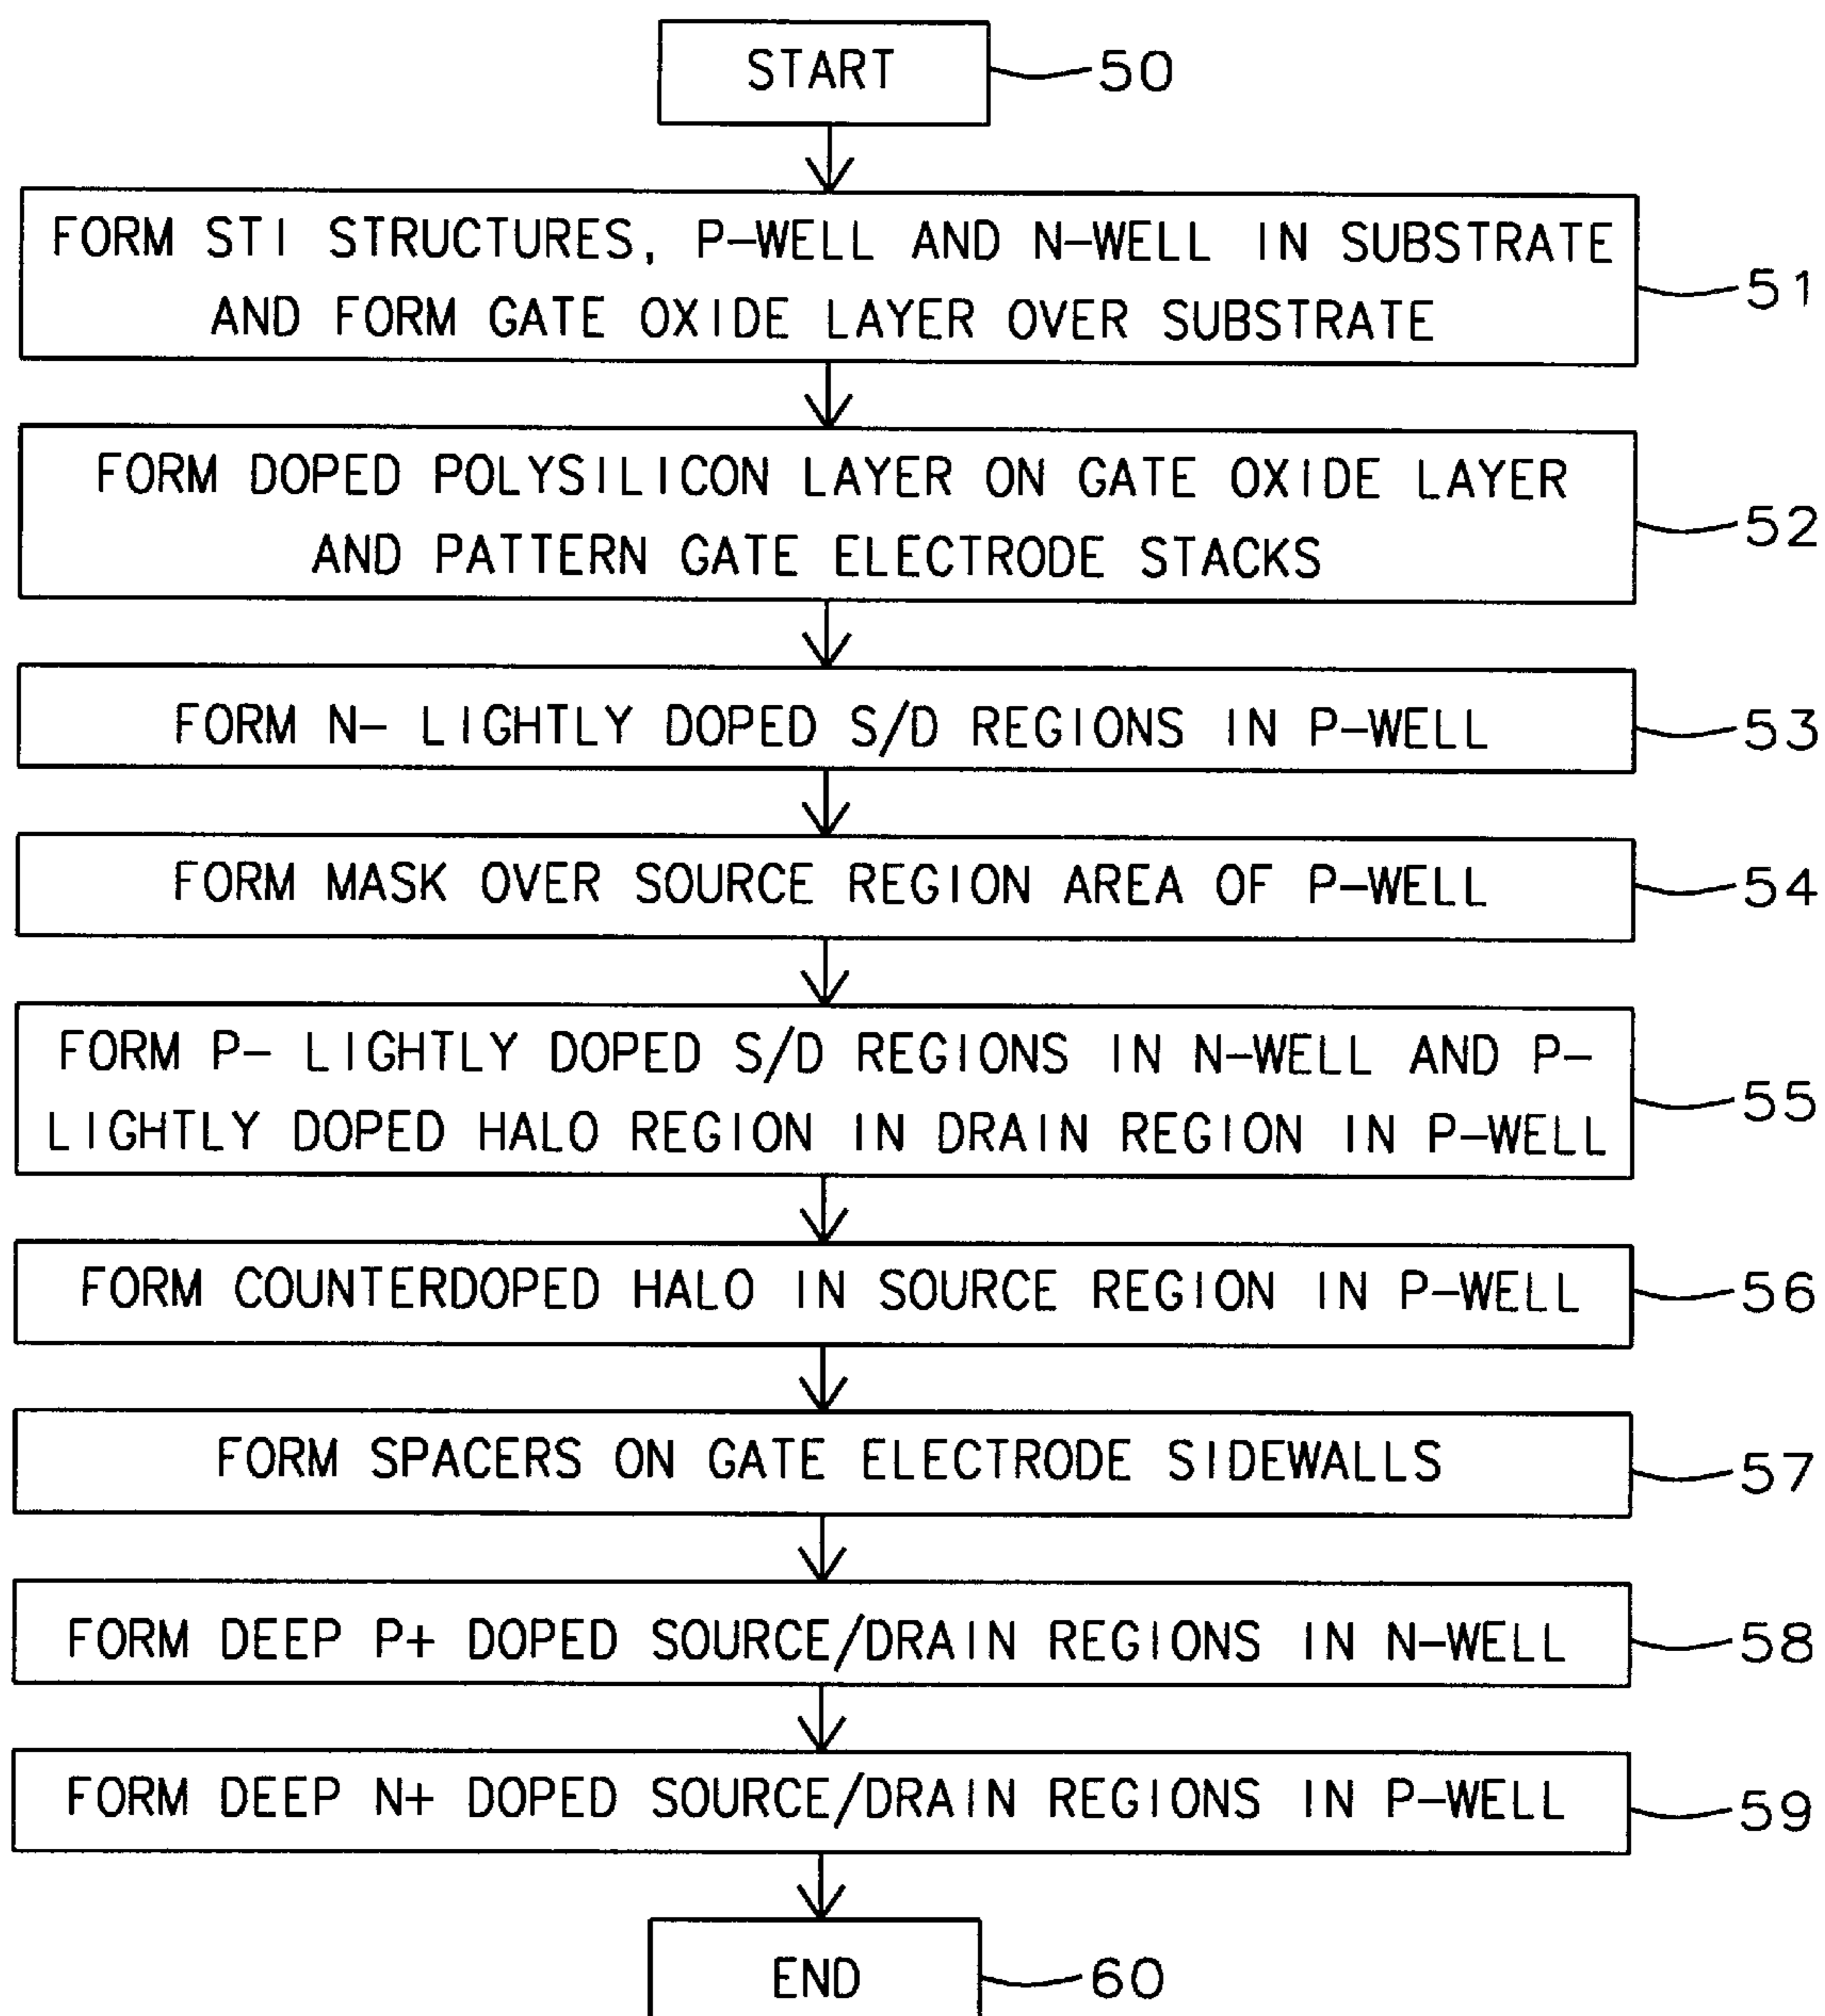 START
50
FORM STI STRUCTURES, P-WELL AND N-WELL IN SUBSTRATE
AND FORM GATE OXIDE LAYER OVER SUBSTRATE
51
FORM DOPED POLYSILICON LAYER ON GATE OXIDE LAYER
AND PATTERN GATE ELECTRODE STACKS
52
FORM N- LIGHTLY DOPED S/D REGIONS IN P-WELL
53
FORM MASK OVER SOURCE REGION AREA OF P-WELL
54
FORM P- LIGHTLY DOPED S/D REGIONS IN N-WELL AND P-
LIGHTLY DOPED HALO REGION IN DRAIN REGION IN P-WELL
55
FORM COUNTERDOPED HALO IN SOURCE REGION IN P-WELL
56
FORM SPACERS ON GATE ELECTRODE SIDEWALLS
57
FORM DEEP P+ DOPED SOURCE/DRAIN REGIONS IN N-WELL
58
FORM DEEP N+ DOPED SOURCE/DRAIN REGIONS IN P-WELL
59
END
60